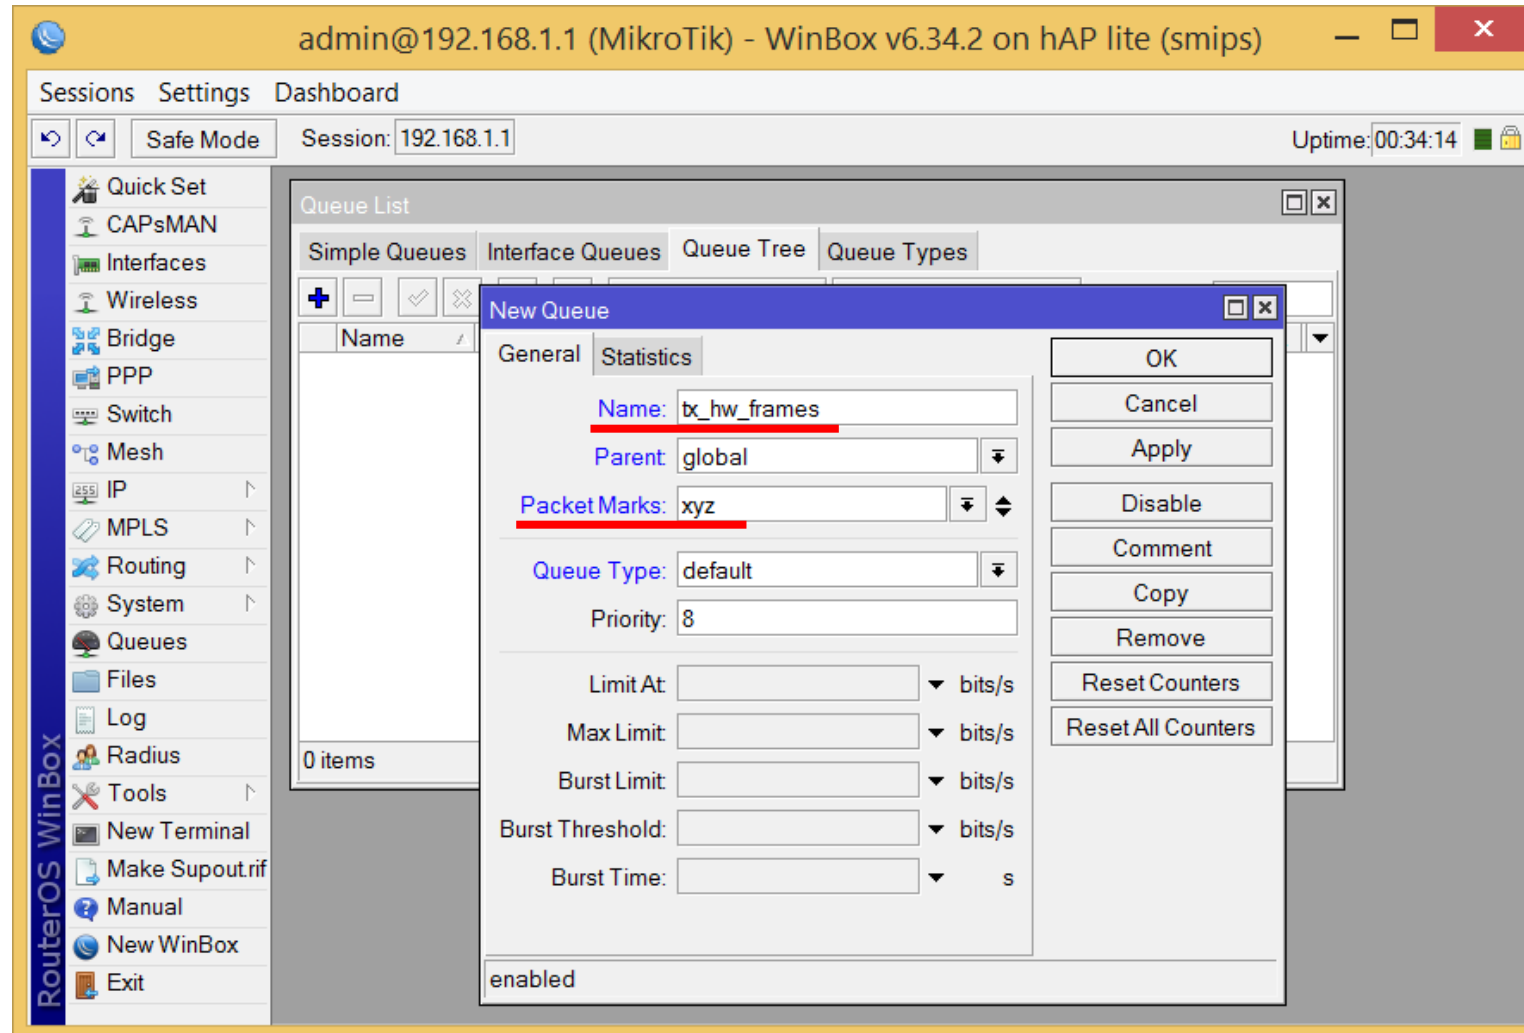 admin@192.168.1.1 (MikroTik) - WinBox v6.34.2 on hAP lite (smips)
Sessions Settings Dashboard
Safe Mode Session: 192.168.1.1 Uptime: 00:34:14
Quick Set
CAPsMAN
Interfaces
Wireless
Bridge
PPP
Switch
Mesh
IP
MPLS
Routing
System
Queues
Files
Log
Radius
Tools
New Terminal
Make Supout.rif
Manual
New WinBox
Exit
RouterOS WinBox
Queue List
Simple Queues Interface Queues Queue Tree Queue Types
Name
0 items
New Queue
General Statistics
Name: tx_hw_frames
Parent: global
Packet Marks: xyz
Queue Type: default
Priority: 8
Limit At: bits/s
Max Limit: bits/s
Burst Limit: bits/s
Burst Threshold: bits/s
Burst Time: s
enabled
OK
Cancel
Apply
Disable
Comment
Copy
Remove
Reset Counters
Reset All Counters